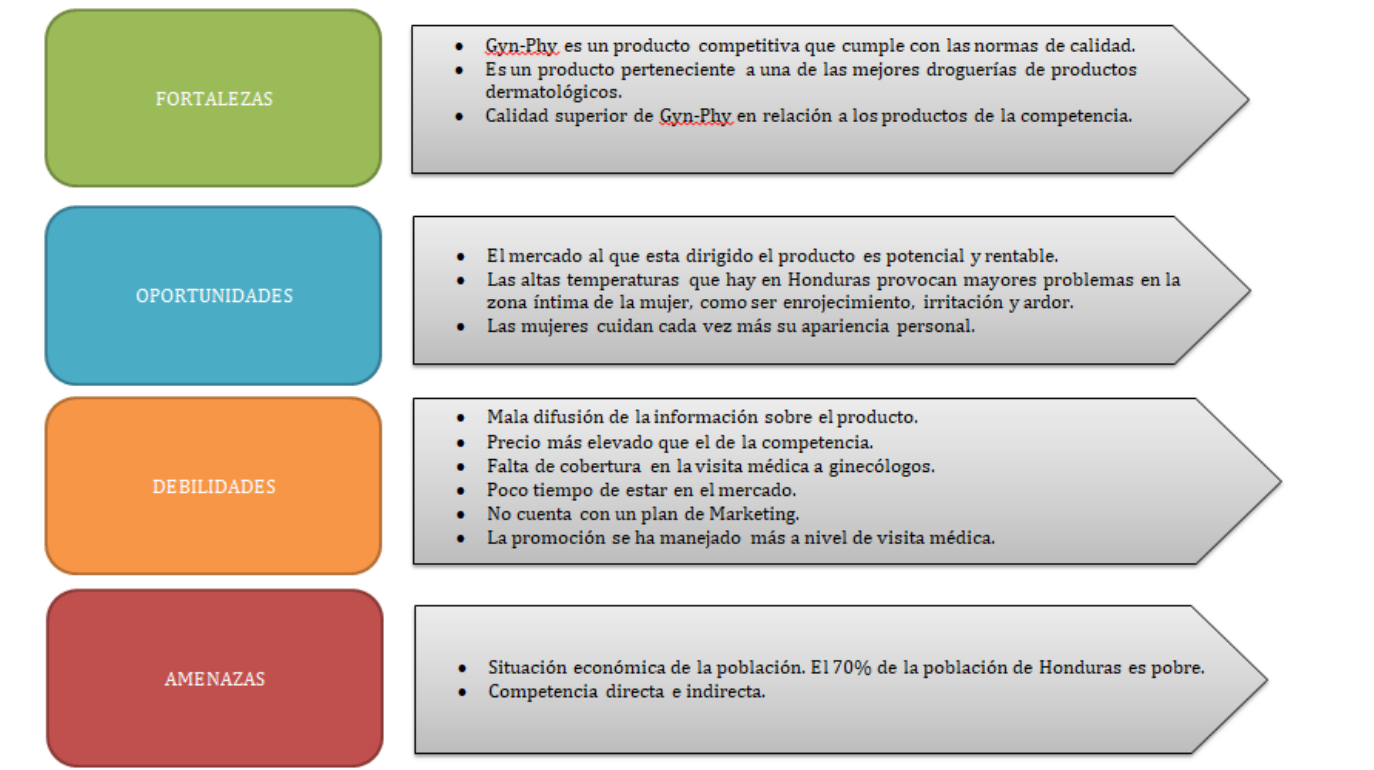 FORTALEZAS
• Gyn-Phy es un producto competitiva que cumple con las normas de calidad.
• Es un producto perteneciente a una de las mejores droguerías de productos
dermatológicos.
• Calidad superior de Gyn-Phy en relación a los productos de la competencia.
OPORTUNIDADES
• El mercado al que esta dirigido el producto es potencial y rentable.
• Las altas temperaturas que hay en Honduras provocan mayores problemas en la
zona íntima de la mujer, como ser enrojecimiento, irritación y ardor.
• Las mujeres cuidan cada vez más su apariencia personal.
DEBILIDADES
• Mala difusión de la información sobre el producto.
• Precio más elevado que el de la competencia.
• Falta de cobertura en la visita médica a ginecólogos.
• Poco tiempo de estar en el mercado.
• No cuenta con un plan de Marketing.
• La promoción se ha manejado más a nivel de visita médica.
AMENAZAS
• Situación económica de la población. El 70% de la población de Honduras es pobre.
• Competencia directa e indirecta.